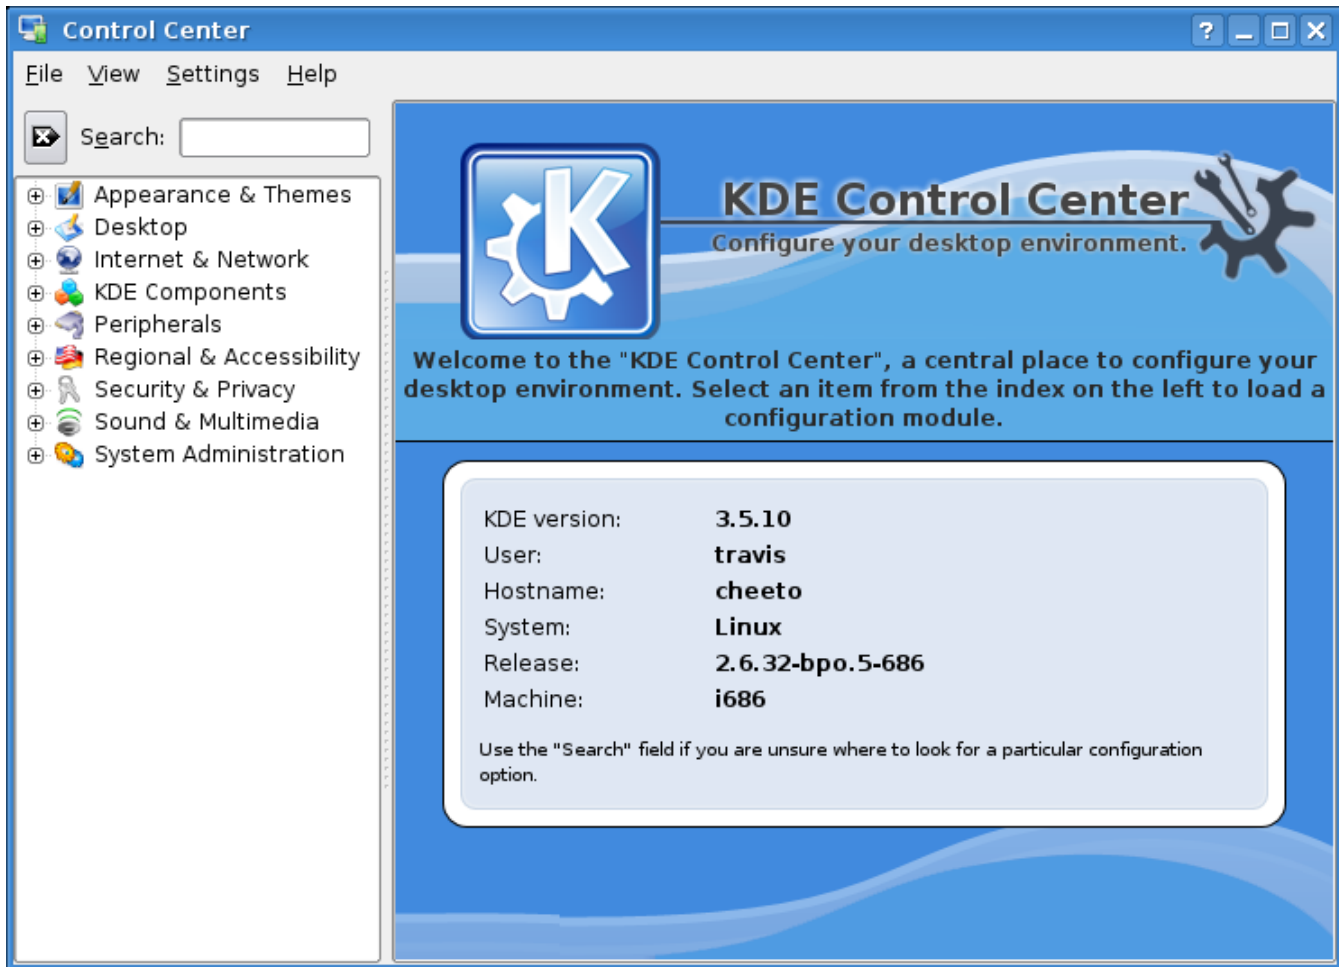 Control Center
File View Settings Help
Search:
Appearance & Themes
Desktop
Internet & Network
KDE Components
Peripherals
Regional & Accessibility
Security & Privacy
Sound & Multimedia
System Administration
K
KDE Control Center
Configure your desktop environment.
Welcome to the "KDE Control Center", a central place to configure your
desktop environment. Select an item from the index on the left to load a
configuration module.
KDE version: 3.5.10
User: travis
Hostname: cheeto
System: Linux
Release: 2.6.32-bpo.5-686
Machine: i686
Use the "Search" field if you are unsure where to look for a particular configuration
option.